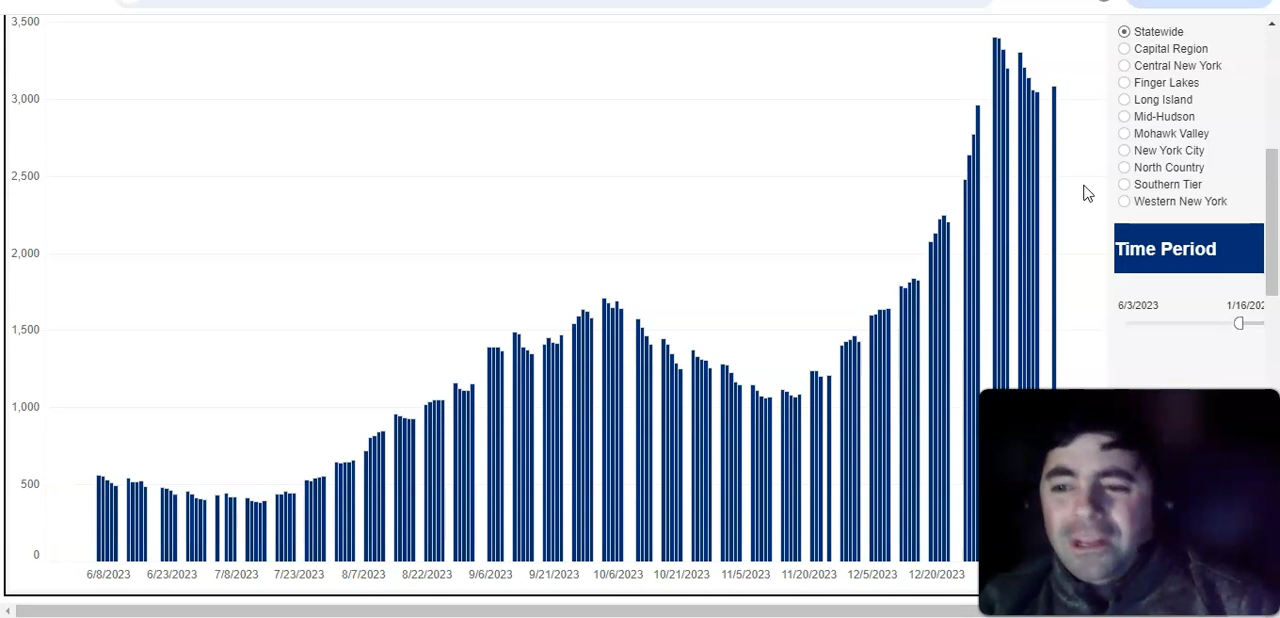 3,500
3,000
2,500
2,000
1,500
1,000
500
0
6/8/2023 6/23/2023 7/8/2023 7/23/2023 8/7/2023 8/22/2023 9/6/2023 9/21/2023 10/6/2023 10/21/2023 11/5/2023 11/20/2023 12/5/2023 12/20/2023
Statewide
Capital Region
Central New York
Finger Lakes
Long Island
Mid-Hudson
Mohawk Valley
New York City
North Country
Southern Tier
Western New York
Time Period
6/3/2023 1/16/202